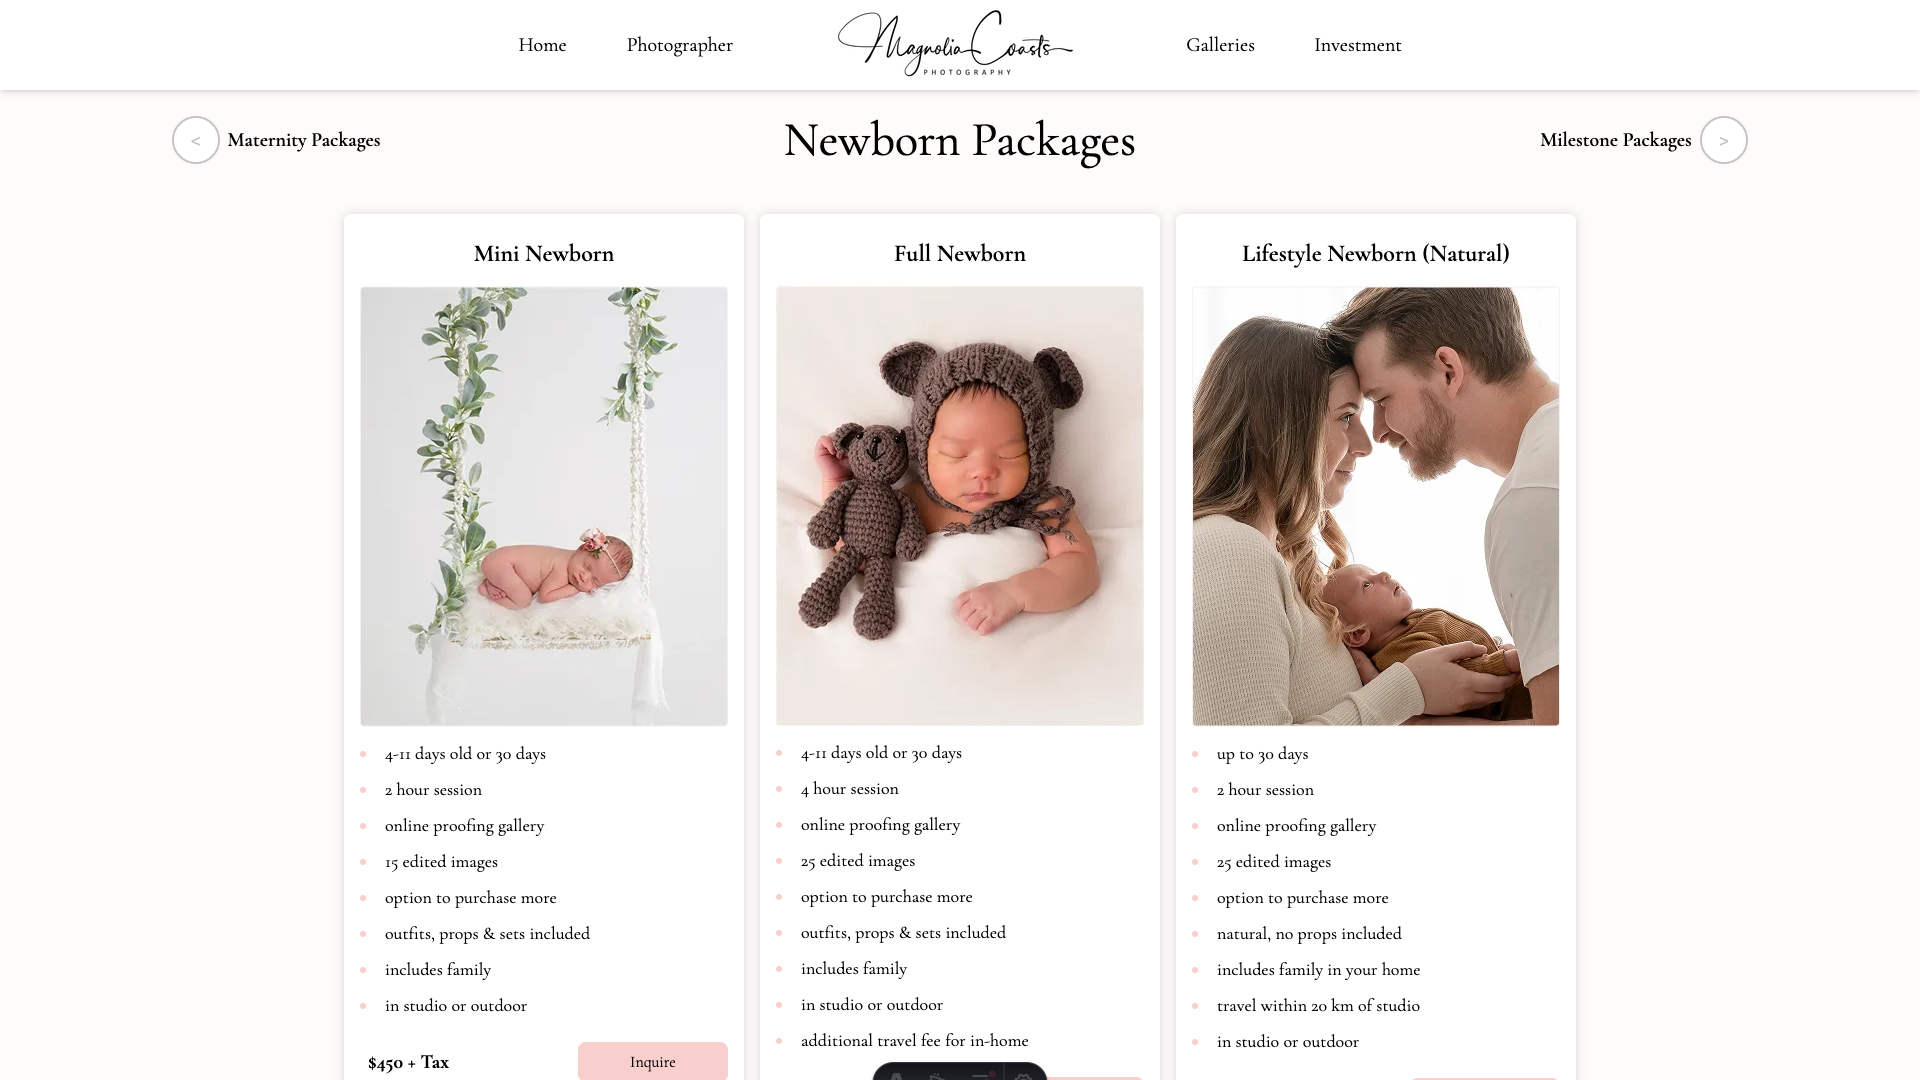 Home
Photographer
Magnolia Coasts
PHOTOGRAPHY
Galleries
Investment
<
Maternity Packages
Newborn Packages
Milestone Packages
>
Mini Newborn
4-11 days old or 30 days
2 hour session
online proofing gallery
15 edited images
option to purchase more
outfits, props & sets included
includes family
in studio or outdoor
$450 + Tax
Inquire
Full Newborn
4-11 days old or 30 days
4 hour session
online proofing gallery
25 edited images
option to purchase more
outfits, props & sets included
includes family
in studio or outdoor
additional travel fee for in-home
Lifestyle Newborn (Natural)
up to 30 days
2 hour session
online proofing gallery
25 edited images
option to purchase more
natural, no props included
includes family in your home
travel within 20 km of studio
in studio or outdoor